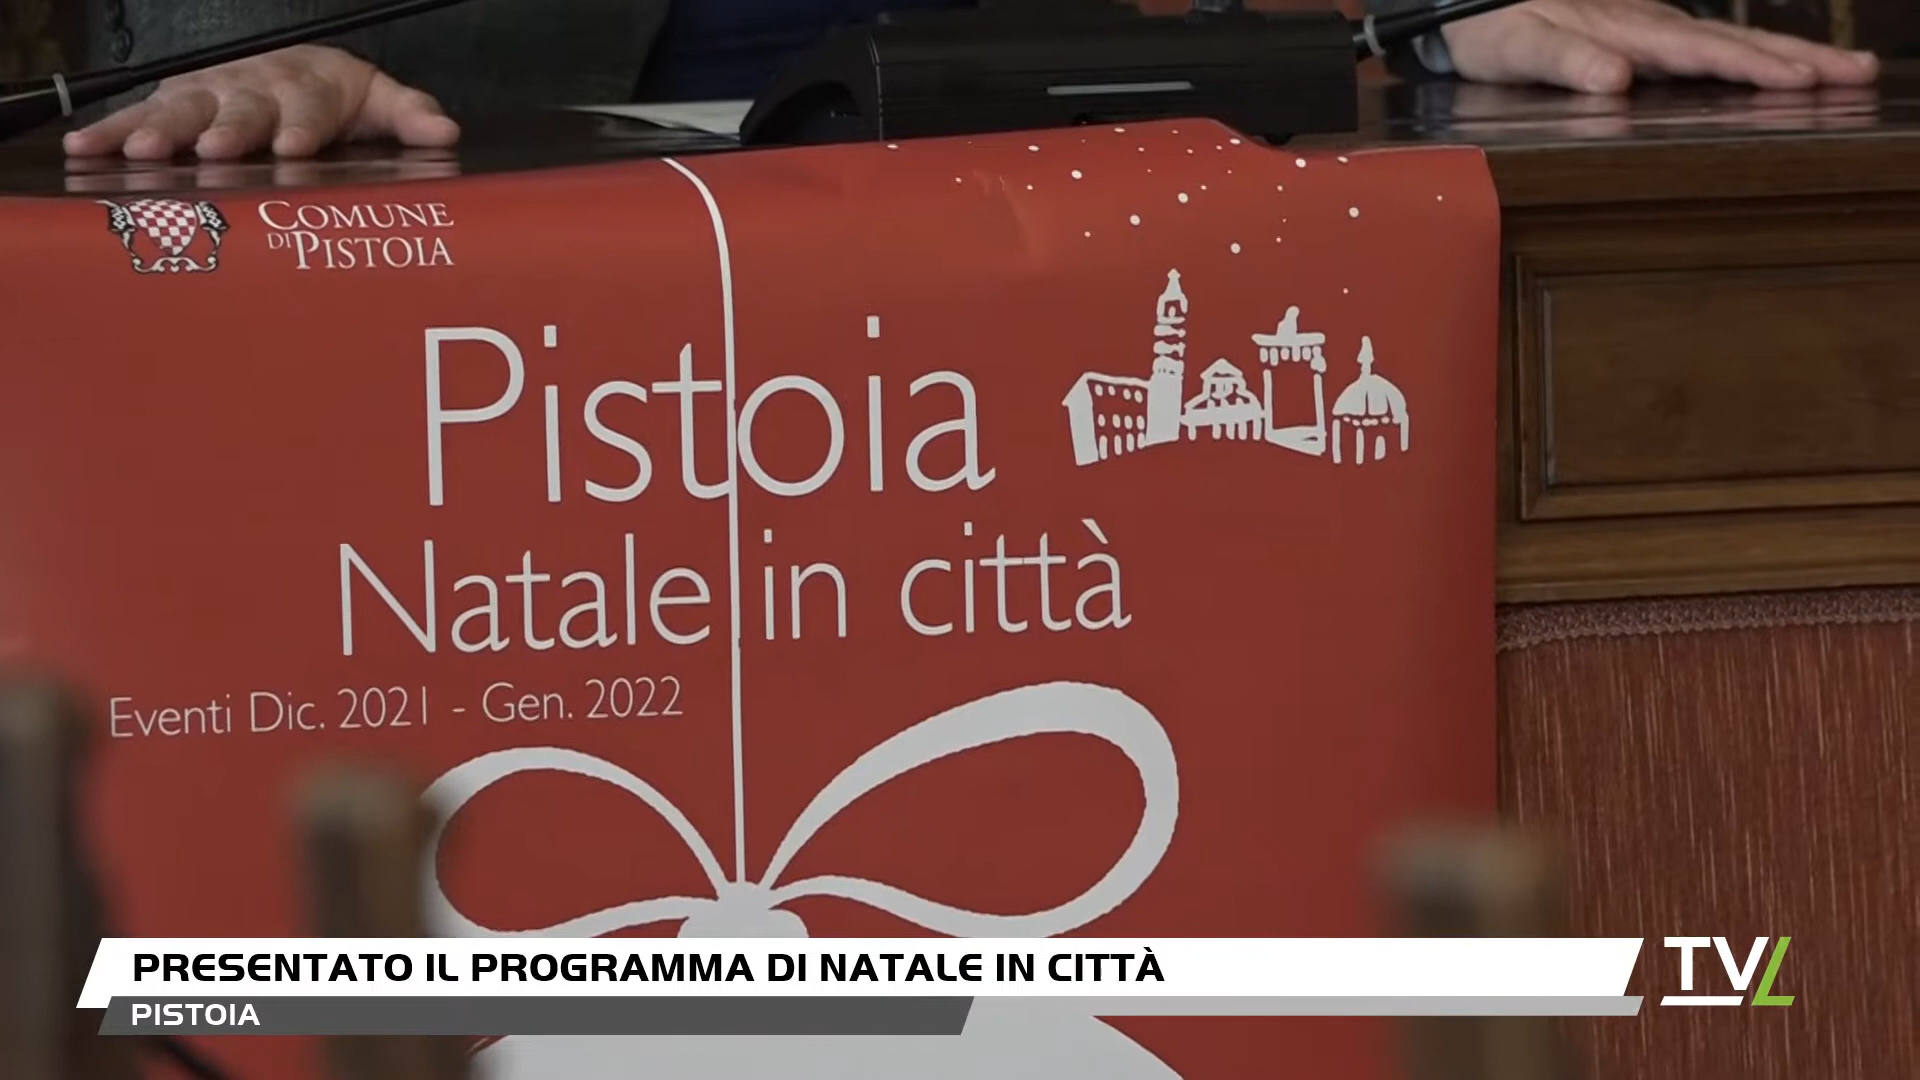 COMUNE
DI PISTOIA
Pistoia
Natale in città
Eventi Dic. 2021 - Gen. 2022
PRESENTATO IL PROGRAMMA DI NATALE IN CITTÀ
PISTOIA
TVL